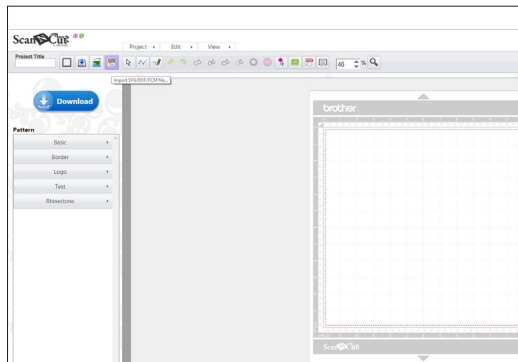 ScanNCut
CANVAS
Project Edit View
Project Title
46 %
Import SVG/DXF/FCM file...
Download
Pattern
Basic
Border
Logo
Text
Rhinestone
brother
ScanNCut